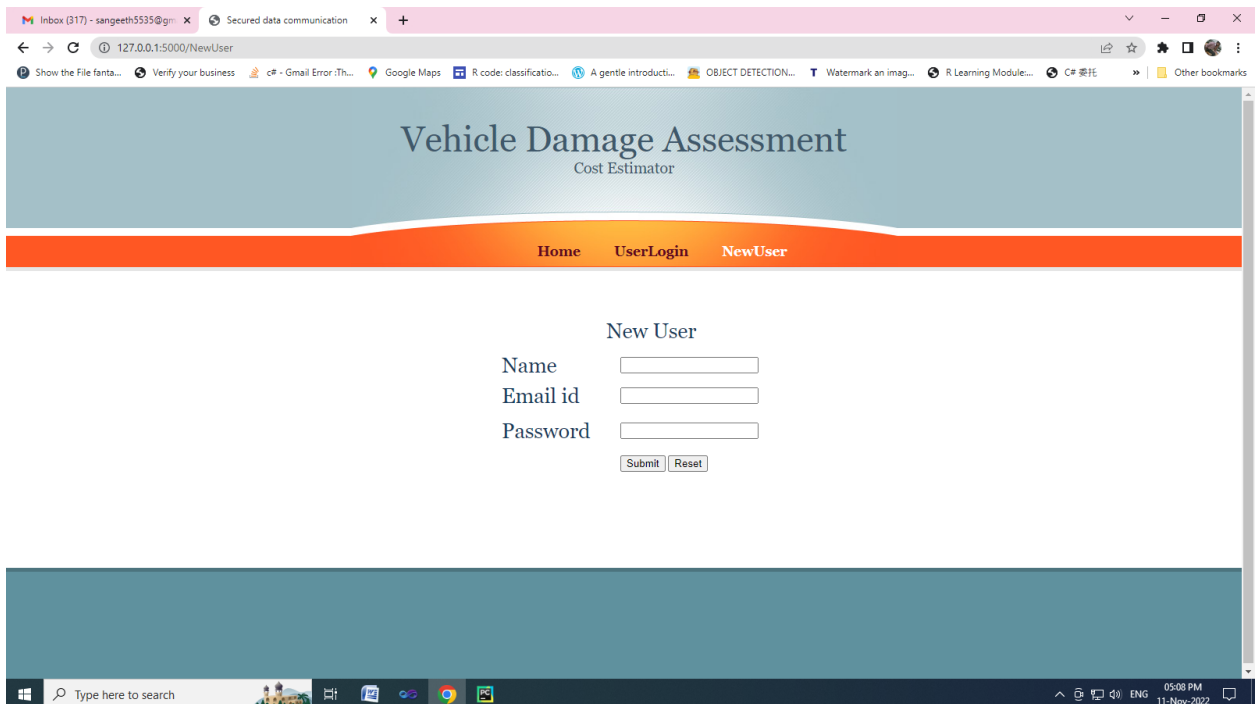 Inbox (317) - sangeeth5535@gm
Secured data communication
127.0.0.1:5000/NewUser
Show the File fanta... Verify your business c# - Gmail Error :Th... Google Maps R code: classificatio... A gentle introducti... OBJECT DETECTION... Watermark an imag... R Learning Module:... C# 委托 » Other bookmarks
Vehicle Damage Assessment
Cost Estimator
Home UserLogin NewUser
New User
Name
Email id
Password
Submit Reset
Type here to search
ENG
05:08 PM
11-Nov-2022